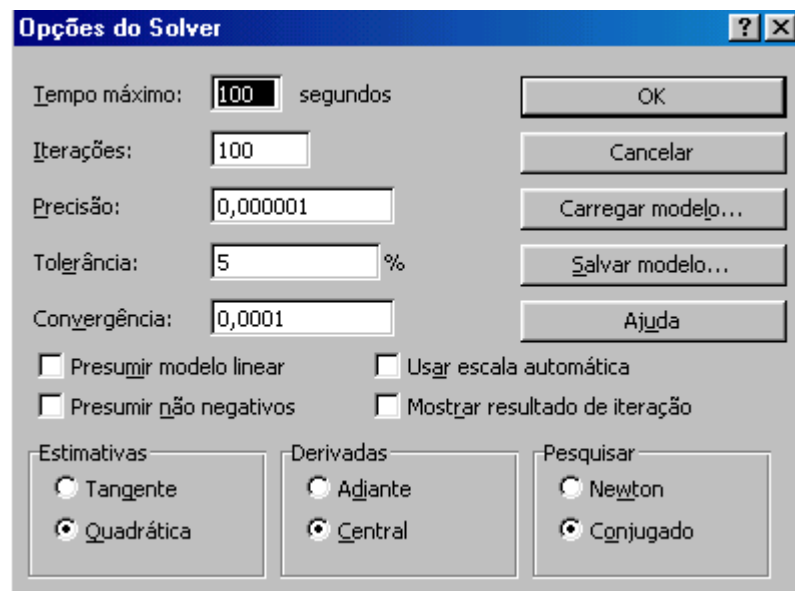 Opções do Solver
Tempo máximo: 100 segundos OK
Iterações: 100 Cancelar
Precisão: 0,000001 Carregar modelo...
Tolerância: 5 % Salvar modelo...
Convergência: 0,0001 Ajuda
Presumir modelo linear Usar escala automática
Presumir não negativos Mostrar resultado de iteração
Estimativas Derivadas Pesquisar
Tangente Adiante Newton
Quadrática Central Conjugado